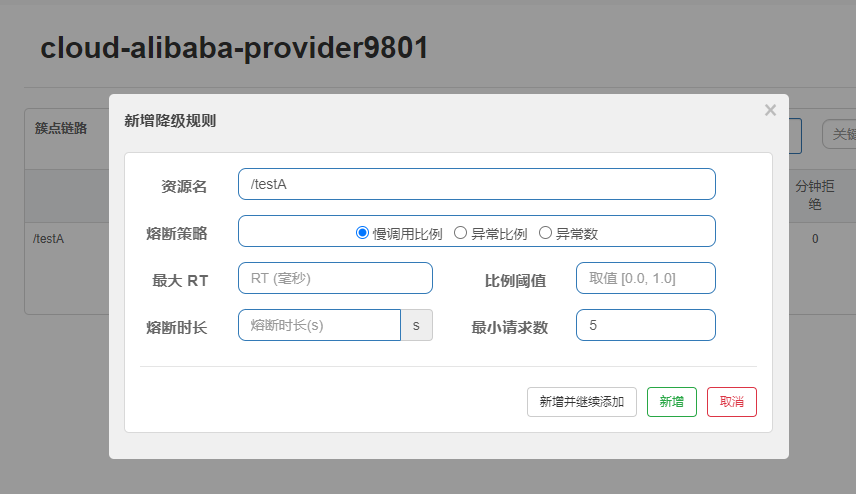 cloud-alibaba-provider9801
簇点链路
关键
分钟拒
绝
/testA
0
新增降级规则
×
资源名 /testA
熔断策略 慢调用比例 异常比例 异常数
最大 RT RT (毫秒) 比例阈值 取值 [0.0, 1.0]
熔断时长 熔断时长(s) s 最小请求数 5
新增并继续添加 新增 取消